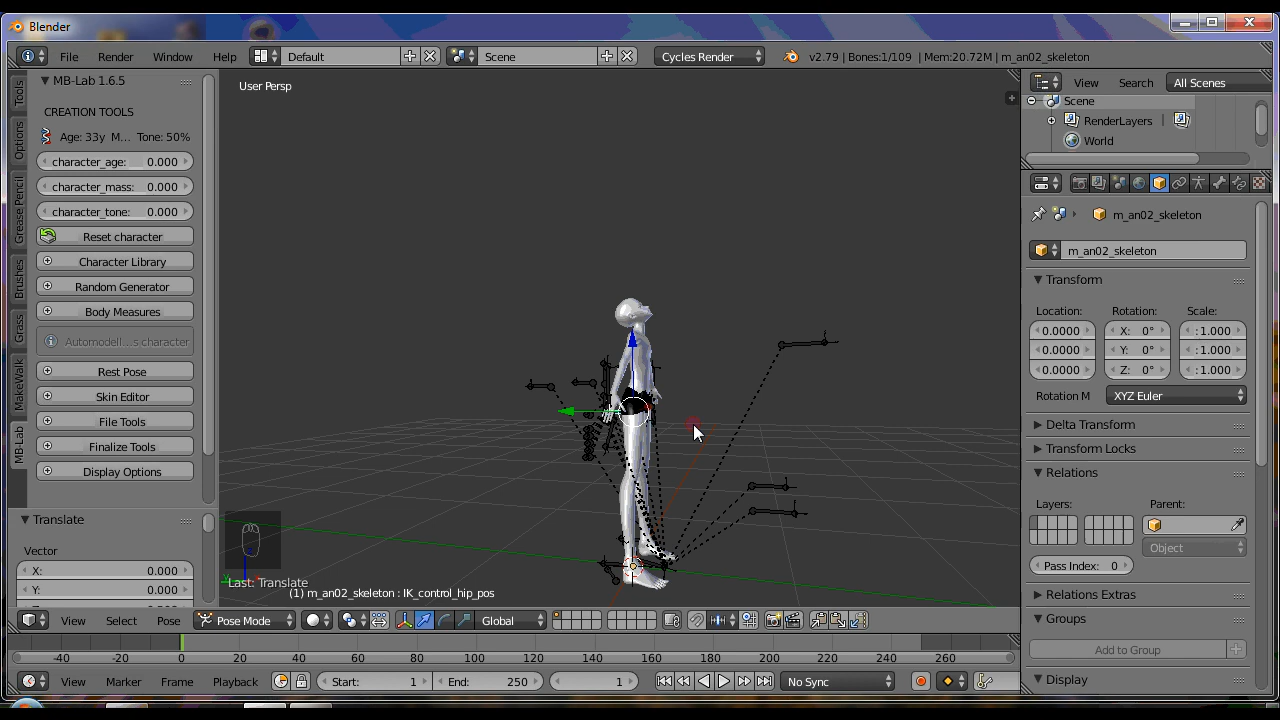 Blender
File Render Window Help Default Scene Cycles Render v2.79 | Bones:1/109 | Mem:20.72M | m_an02_skeleton
MB-Lab 1.6.5
CREATION TOOLS
Age: 33y M... Tone: 50%
character_age: 0.000
character_mass: 0.000
character_tone: 0.000
Reset character
Character Library
Random Generator
Body Measures
Automodell...s character
Rest Pose
Skin Editor
File Tools
Finalize Tools
Display Options
Tools
Options
Grease Pencil
Brushes
Grass
MakeWalk
MB-Lab
Translate
Vector
X: 0.000
Y: 0.000
User Persp
Last: Translate
(1) m_an02_skeleton : IK_control_hip_pos
View Select Pose Pose Mode Global
-40 -20 0 20 40 60 80 100 120 140 160 180 200 220 240 260
View Marker Frame Playback Start: 1 End: 250 1 No Sync
View Search All Scenes
Scene
RenderLayers |
World
m_an02_skeleton
m_an02_skeleton
Transform
Location: Rotation: Scale:
0.0000 X: 0° : 1.000
0.0000 Y: 0° : 1.000
0.0000 Z: 0° : 1.000
Rotation M XYZ Euler
Delta Transform
Transform Locks
Relations
Layers: Parent:
Object
Pass Index: 0
Relations Extras
Groups
Add to Group
Display